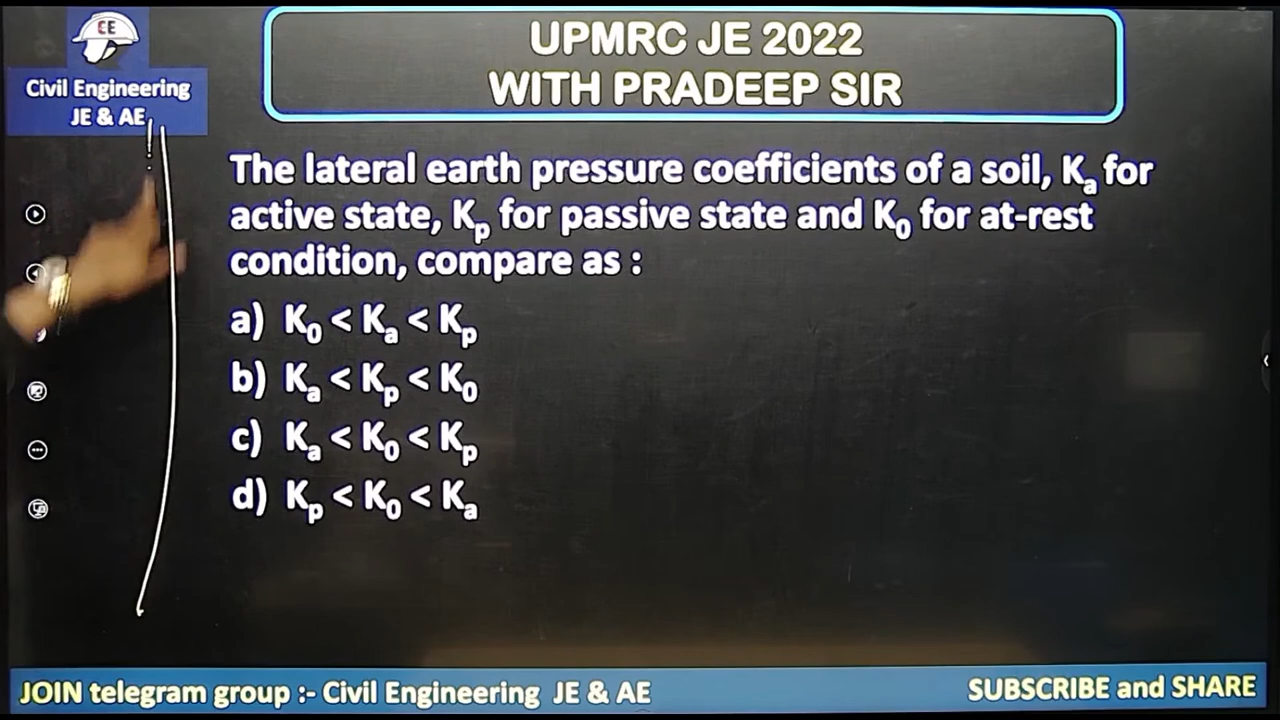 CE
Civil Engineering
JE & AE
UPMRC JE 2022
WITH PRADEEP SIR
The lateral earth pressure coefficients of a soil, Kₐ for
active state, Kₚ for passive state and K₀ for at-rest
condition, compare as :
a) K₀ < Kₐ < Kₚ
b) Kₐ < Kₚ < K₀
c) Kₐ < K₀ < Kₚ
d) Kₚ < K₀ < Kₐ
JOIN telegram group :- Civil Engineering JE & AE
SUBSCRIBE and SHARE